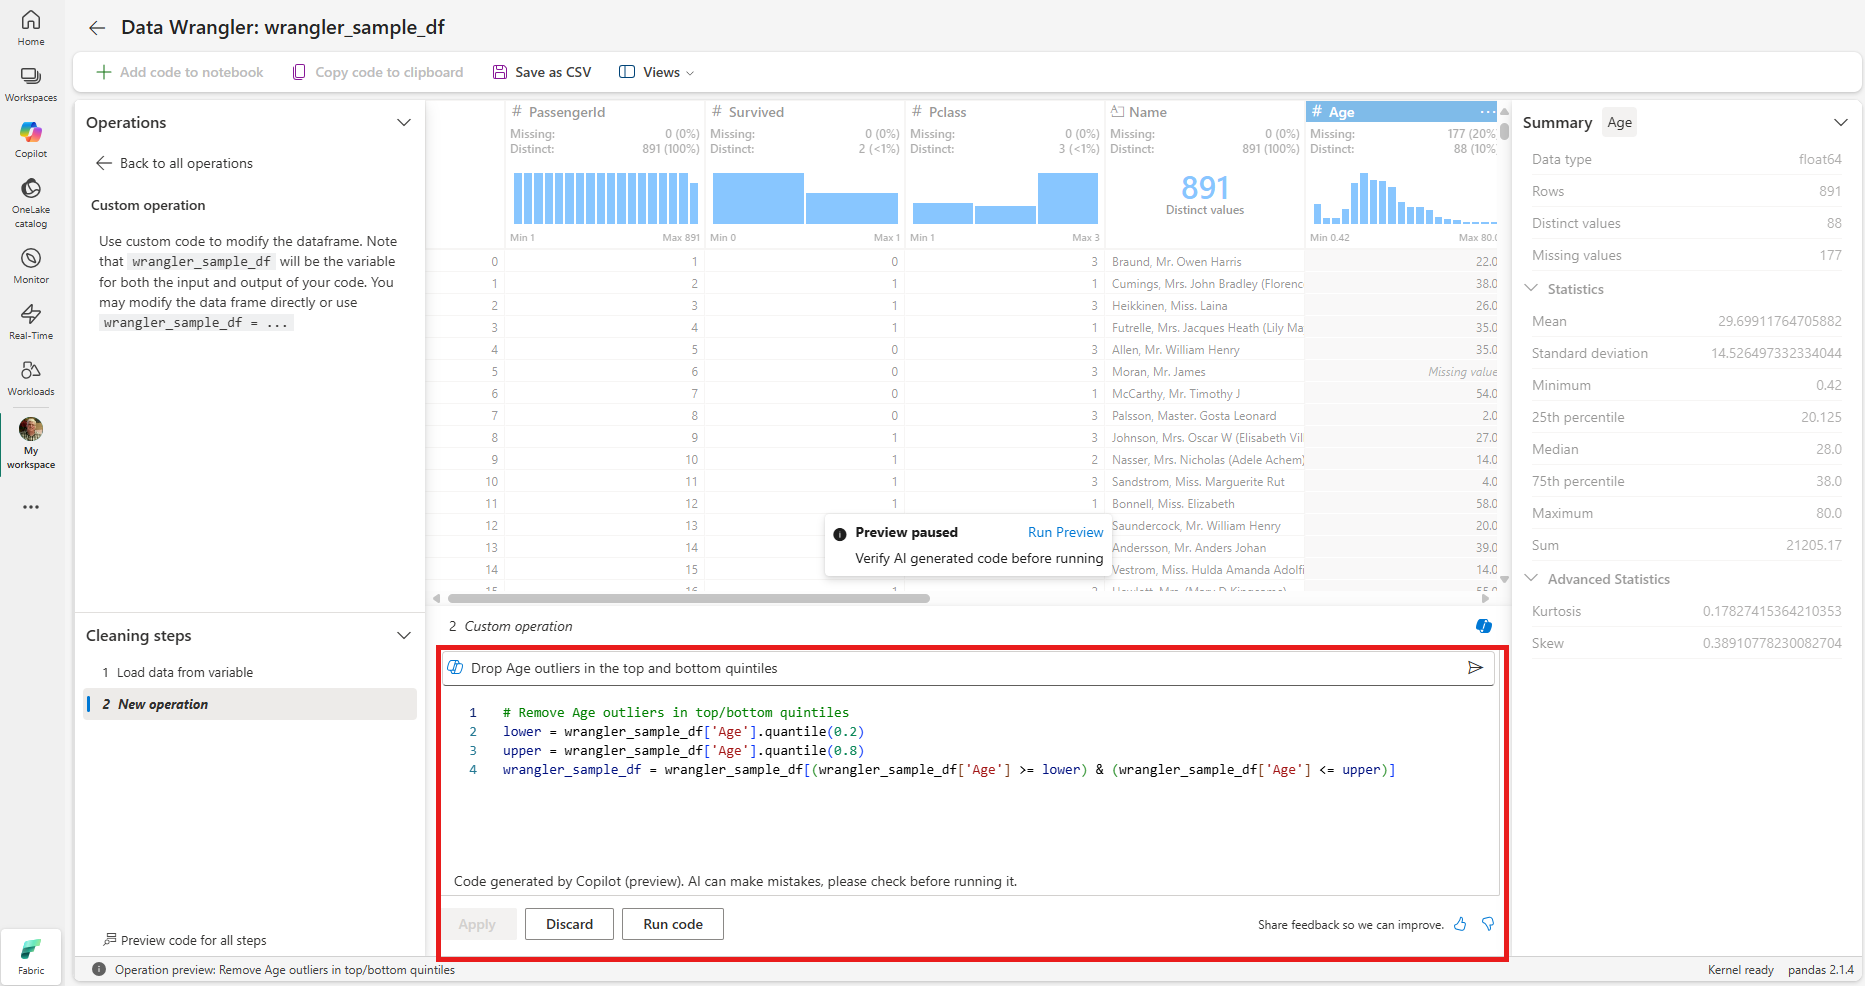 Home
Workspaces
Copilot
OneLake
catalog
Monitor
Real-Time
Workloads
My
workspace
Fabric
Data Wrangler: wrangler_sample_df
Add code to notebook
Copy code to clipboard
Save as CSV
Views
Operations
Back to all operations
Custom operation
Use custom code to modify the dataframe. Note
that wrangler_sample_df will be the variable
for both the input and output of your code. You
may modify the data frame directly or use
wrangler_sample_df = ...
Cleaning steps
1 Load data from variable
2 New operation
Preview code for all steps
# PassengerId
Missing: 0 (0%)
Distinct: 891 (100%)
Min 1 Max 891
# Survived
Missing: 0 (0%)
Distinct: 2 (<1%)
Min 0 Max 1
# Pclass
Missing: 0 (0%)
Distinct: 3 (<1%)
Min 1 Max 3
Name
Missing: 0 (0%)
Distinct: 891 (100%)
891
Distinct values
# Age ...
Missing: 177 (20%
Distinct: 88 (10%
Min 0.42 Max 80.0
0 1 0 3 Braund, Mr. Owen Harris 22.0
1 2 1 1 Cumings, Mrs. John Bradley (Florenc 38.0
2 3 1 3 Heikkinen, Miss. Laina 26.0
3 4 1 1 Futrelle, Mrs. Jacques Heath (Lily Ma 35.0
4 5 0 3 Allen, Mr. William Henry 35.0
5 6 0 3 Moran, Mr. James Missing value
6 7 0 1 McCarthy, Mr. Timothy J 54.0
7 8 0 3 Palsson, Master. Gosta Leonard 2.0
8 9 1 3 Johnson, Mrs. Oscar W (Elisabeth Vil 27.0
9 10 1 2 Nasser, Mrs. Nicholas (Adele Achem) 14.0
10 11 1 3 Sandstrom, Miss. Marguerite Rut 4.0
11 12 1 1 Bonnell, Miss. Elizabeth 58.0
12 13 Saundercock, Mr. William Henry 20.0
13 14 Andersson, Mr. Anders Johan 39.0
14 15 Vestrom, Miss. Hulda Amanda Adolfi 14.0
Preview paused Run Preview
Verify AI generated code before running
2 Custom operation
Drop Age outliers in the top and bottom quintiles
1 # Remove Age outliers in top/bottom quintiles
2 lower = wrangler_sample_df['Age'].quantile(0.2)
3 upper = wrangler_sample_df['Age'].quantile(0.8)
4 wrangler_sample_df = wrangler_sample_df[(wrangler_sample_df['Age'] >= lower) & (wrangler_sample_df['Age'] <= upper)]
Code generated by Copilot (preview). AI can make mistakes, please check before running it.
Apply
Discard
Run code
Share feedback so we can improve.
Summary Age
Data type float64
Rows 891
Distinct values 88
Missing values 177
Statistics
Mean 29.69911764705882
Standard deviation 14.526497332334044
Minimum 0.42
25th percentile 20.125
Median 28.0
75th percentile 38.0
Maximum 80.0
Sum 21205.17
Advanced Statistics
Kurtosis 0.17827415364210353
Skew 0.38910778230082704
Operation preview: Remove Age outliers in top/bottom quintiles
Kernel ready
pandas 2.1.4